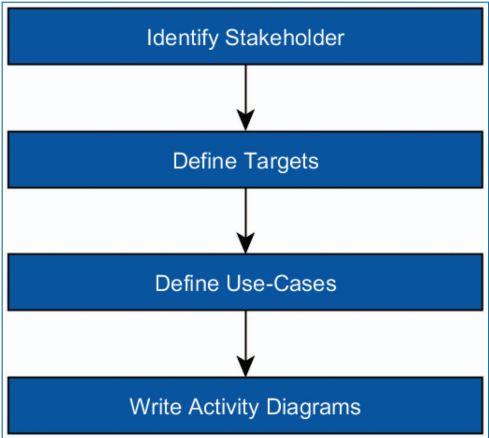 Identify Stakeholder
Define Targets
Define Use-Cases
Write Activity Diagrams